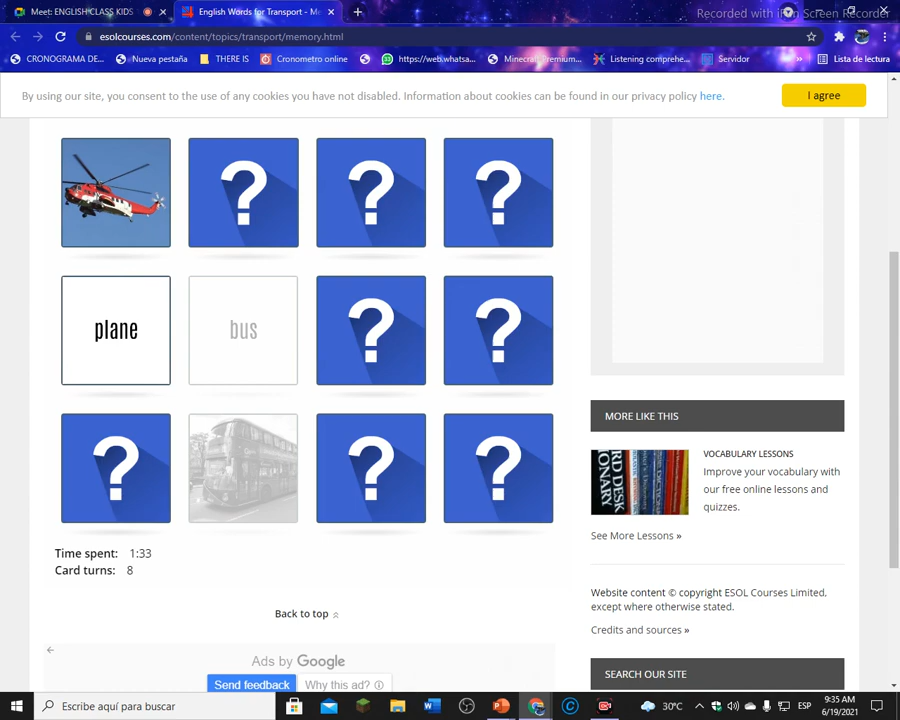 Meet: ENGLISH CLASS KIDS
English Words for Transport - Me
Recorded with iFun Screen Recorder
esolcourses.com/content/topics/transport/memory.html
CRONOGRAMA DE...
Nueva pestaña
THERE IS
Cronometro online
https://web.whatsa...
Minecraft Premium...
Listening comprehe...
Servidor
»
Lista de lectura
By using our site, you consent to the use of any cookies you have not disabled. Information about cookies can be found in our privacy policy here.
I agree
?
?
?
plane
bus
?
?
?
?
?
Time spent: 1:33
Card turns: 8
Back to top
Ads by Google
Send feedback
Why this ad?
MORE LIKE THIS
VOCABULARY LESSONS
Improve your vocabulary with
our free online lessons and
quizzes.
See More Lessons »
Website content © copyright ESOL Courses Limited,
except where otherwise stated.
Credits and sources »
SEARCH OUR SITE
Escribe aquí para buscar
30°C
ESP
9:35 AM
6/19/2021